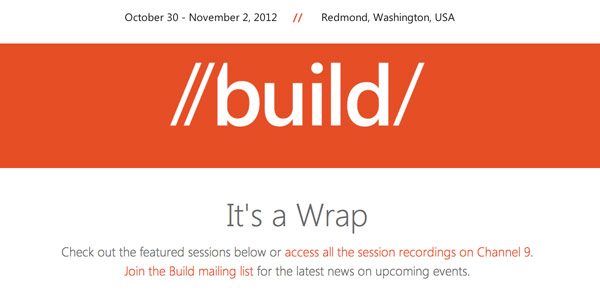 October 30 - November 2, 2012 // Redmond, Washington, USA
//build/
It's a Wrap
Check out the featured sessions below or access all the session recordings on Channel 9.
Join the Build mailing list for the latest news on upcoming events.